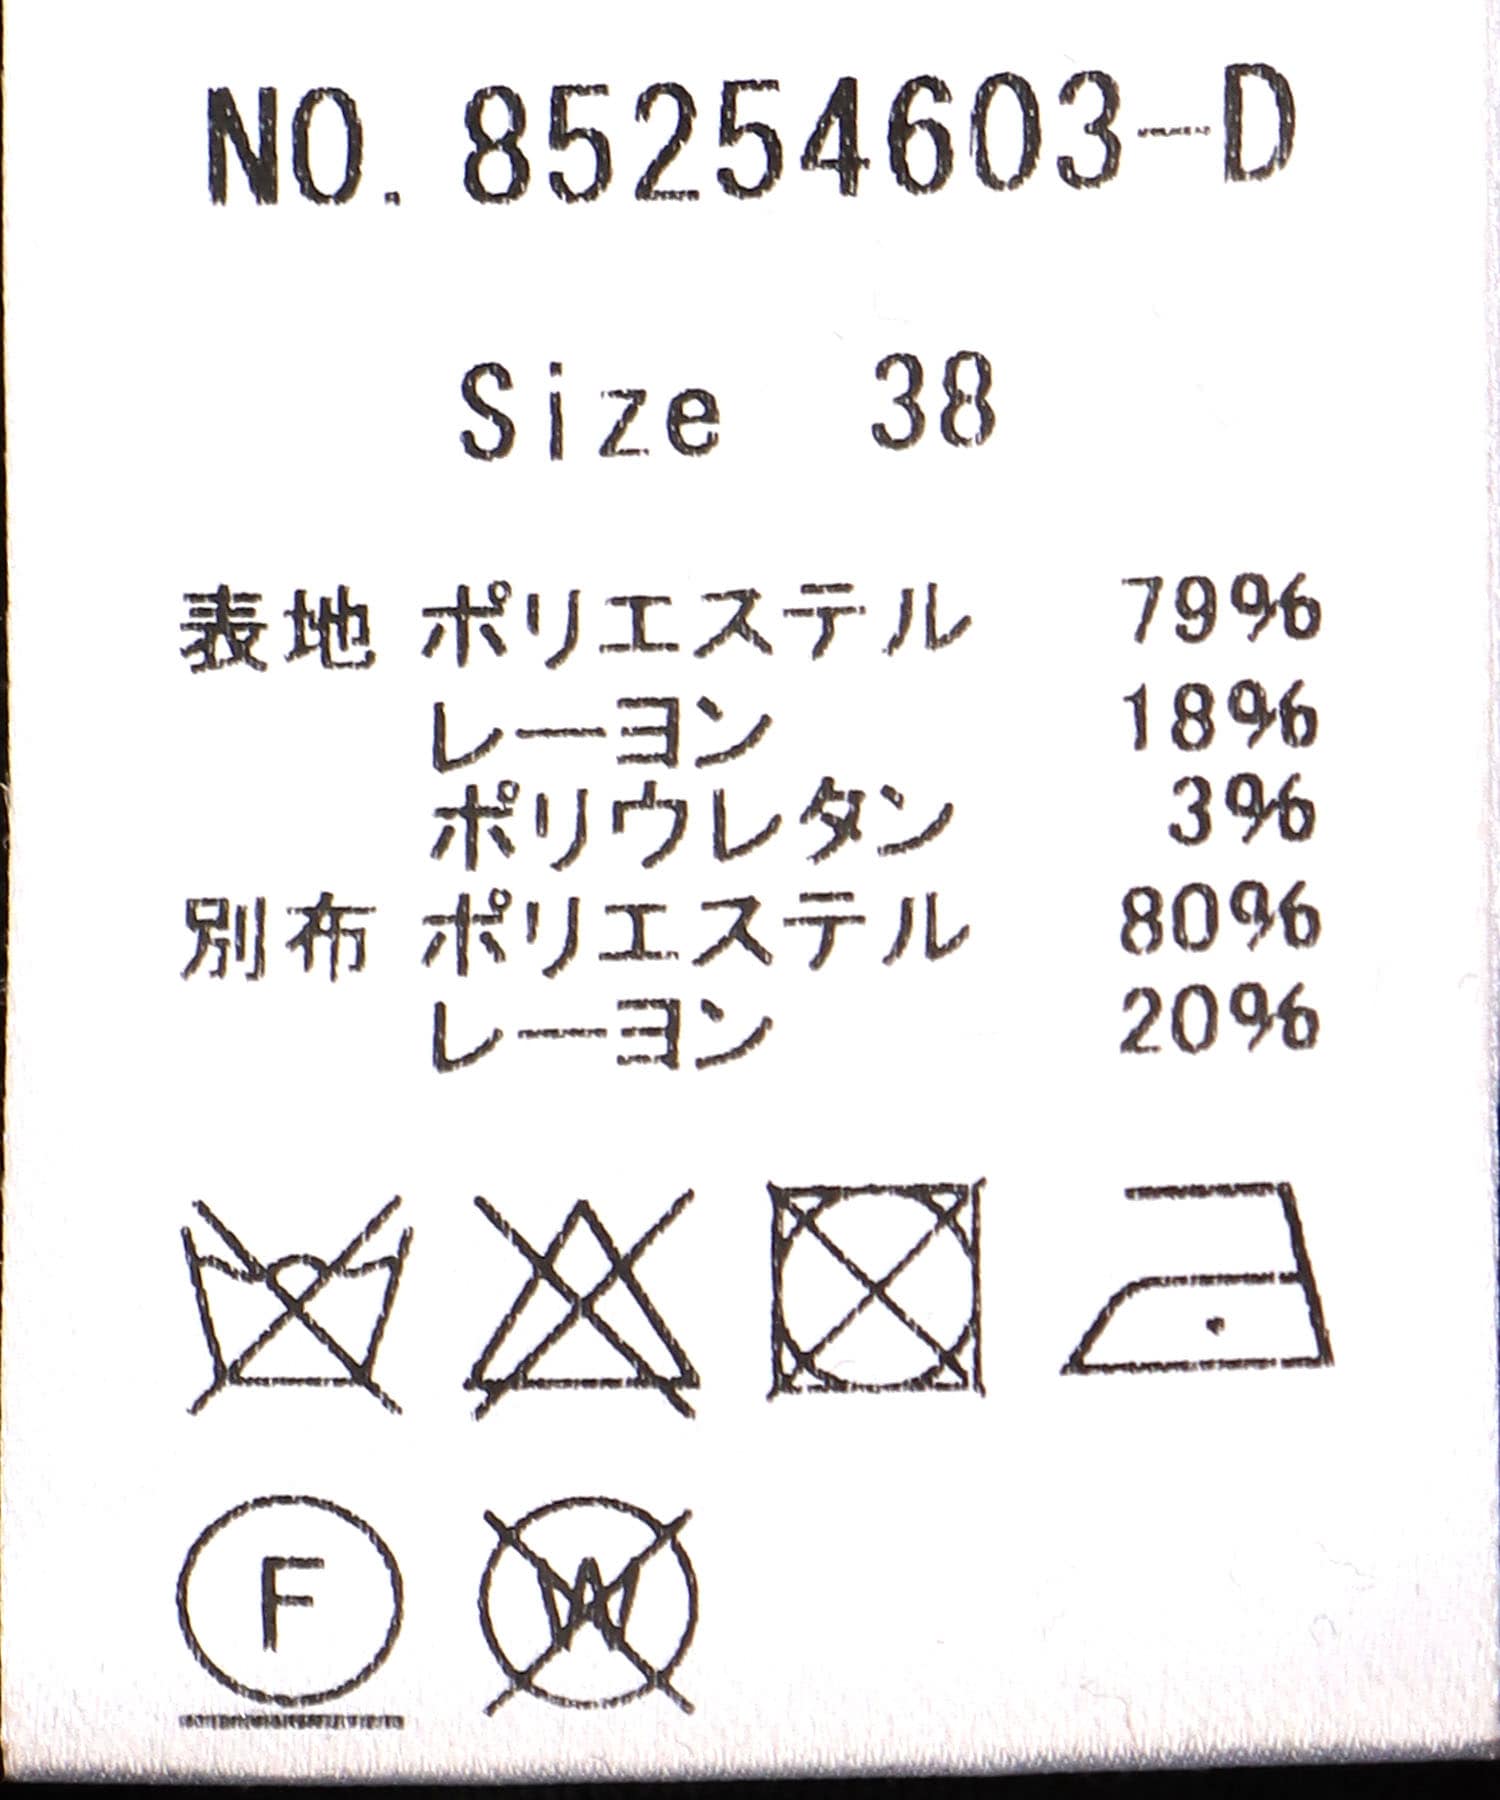 NO. 85254603-D
Size 38
表地 ポリエステル 79%
レーヨン 18%
ポリウレタン 3%
別布 ポリエステル 80%
レーヨン 20%
F
W